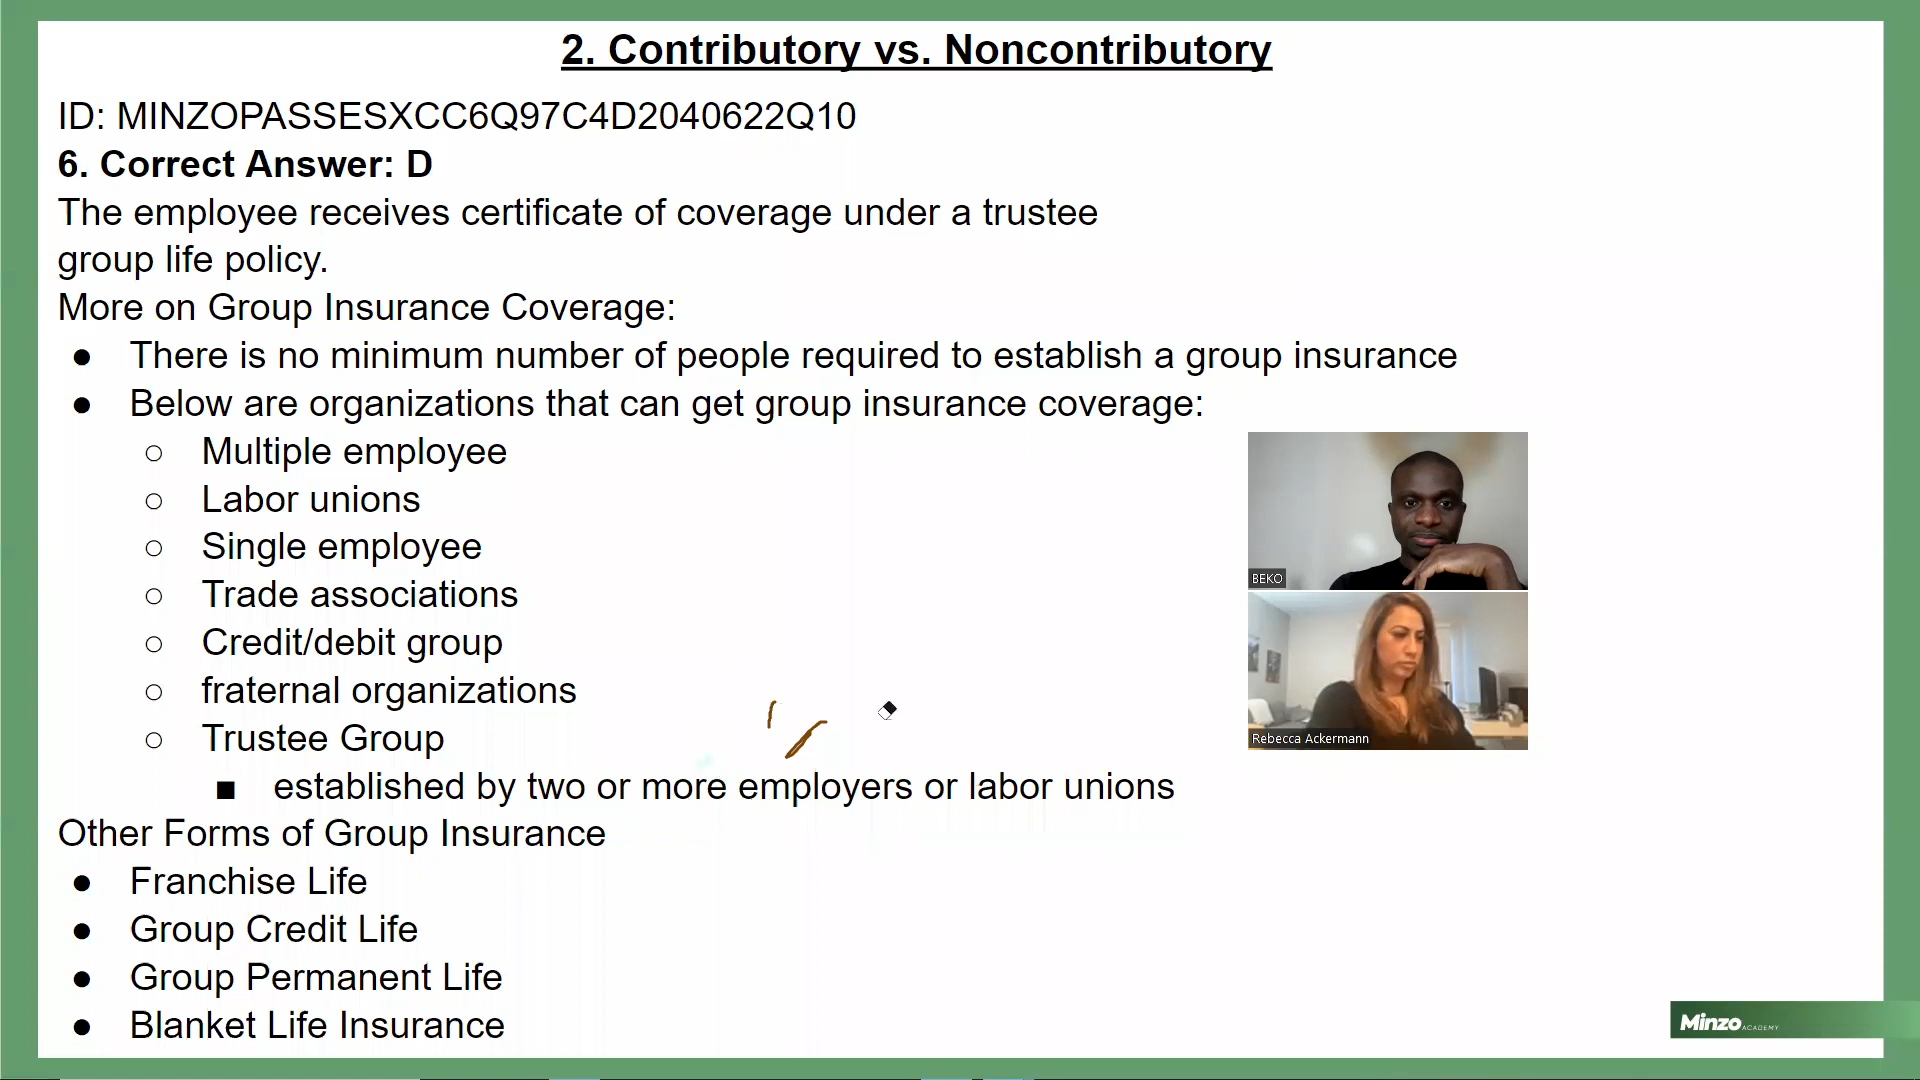 2. Contributory vs. Noncontributory
ID: MINZOPASSESXCC6Q97C4D2040622Q10
6. Correct Answer: D
The employee receives certificate of coverage under a trustee
group life policy.
More on Group Insurance Coverage:
● There is no minimum number of people required to establish a group insurance
● Below are organizations that can get group insurance coverage:
○ Multiple employee
○ Labor unions
○ Single employee
○ Trade associations
○ Credit/debit group
○ fraternal organizations
○ Trustee Group
■ established by two or more employers or labor unions
Other Forms of Group Insurance
● Franchise Life
● Group Credit Life
● Group Permanent Life
● Blanket Life Insurance
BEKO
Rebecca Ackermann
Minzo ACADEMY